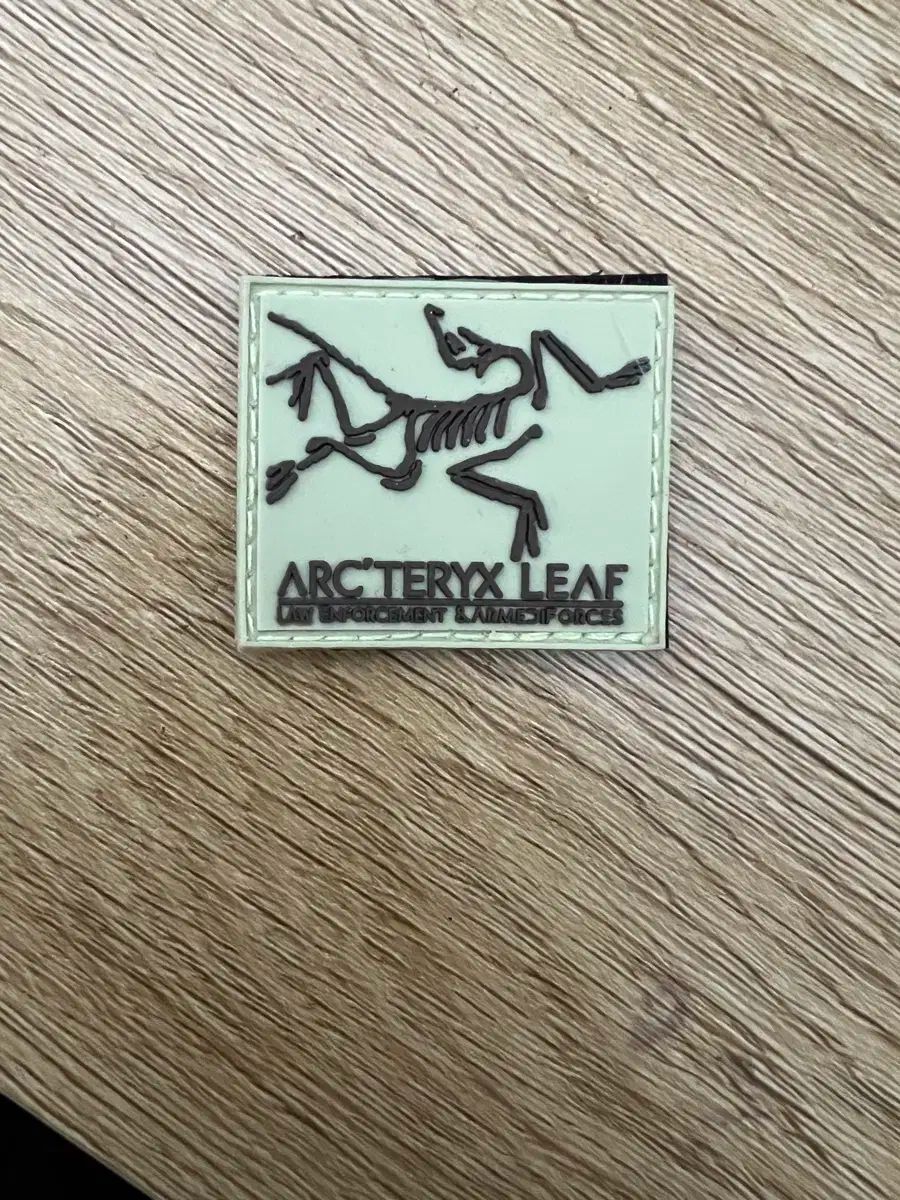 ARC'TERYX LEAF
LAW ENFORCEMENT & ARMED FORCES